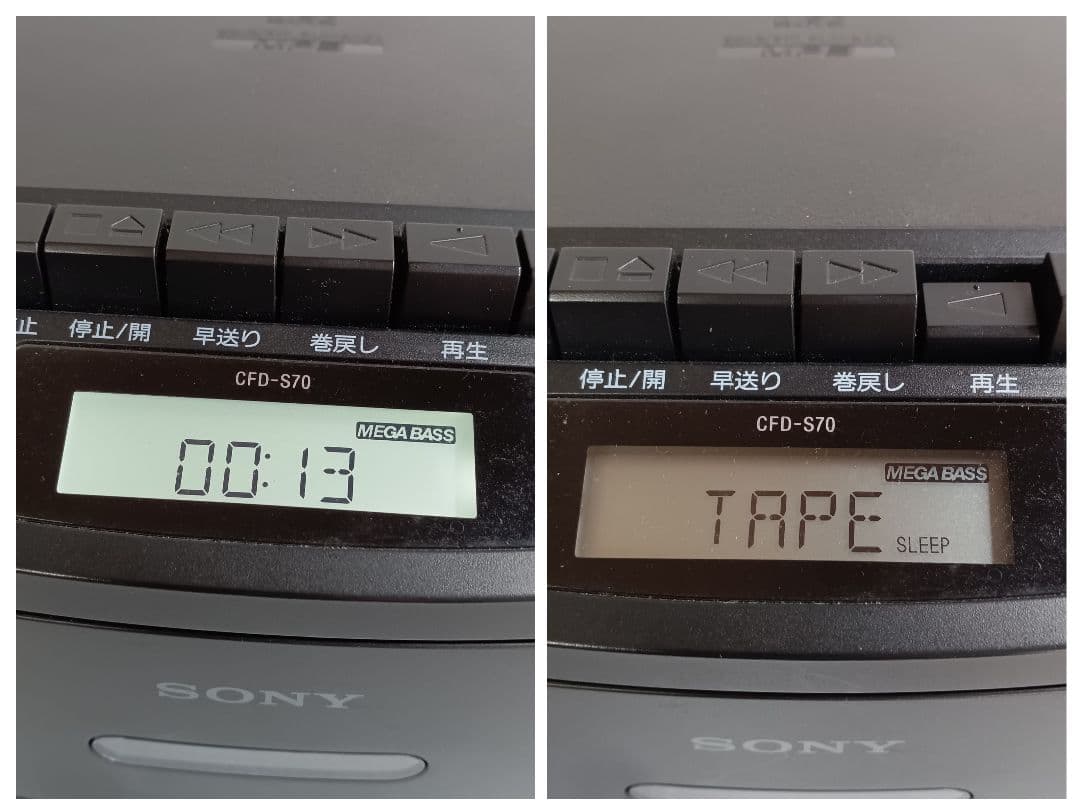 止 停止/開 早送り 巻戻し 再生
CFD-S70
MEGA BASS
00:13
SONY
停止/開 早送り 巻戻し 再生
CFD-S70
MEGA BASS
TAPE SLEEP
SONY